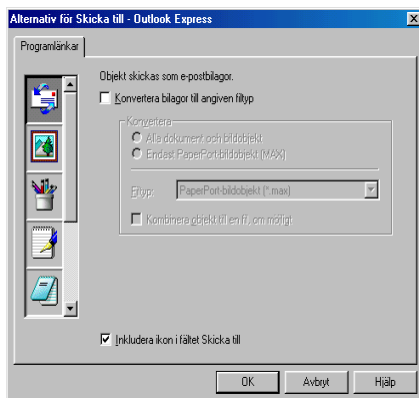 Alternativ för Skicka till - Outlook Express
Programlänkar
Objekt skickas som e-postbilagor.
Konvertera bilagor till angiven filtyp
Konvertera
Alla dokument och bildobjekt
Endast PaperPort-bildobjekt (MAX)
Filtyp: PaperPort-bildobjekt (*.max)
Kombinera objekt till en fil, om möjligt
Inkludera ikon i fältet Skicka till
OK Avbryt Hjälp